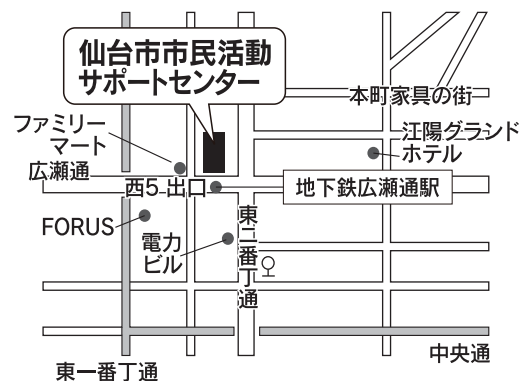 仙台市市民活動
サポートセンター
本町家具の街
ファミリー
マート
江陽グランド
ホテル
広瀬通
西5 出口
地下鉄広瀬通駅
FORUS
電力
ビル
東二番丁通
中央通
東一番丁通